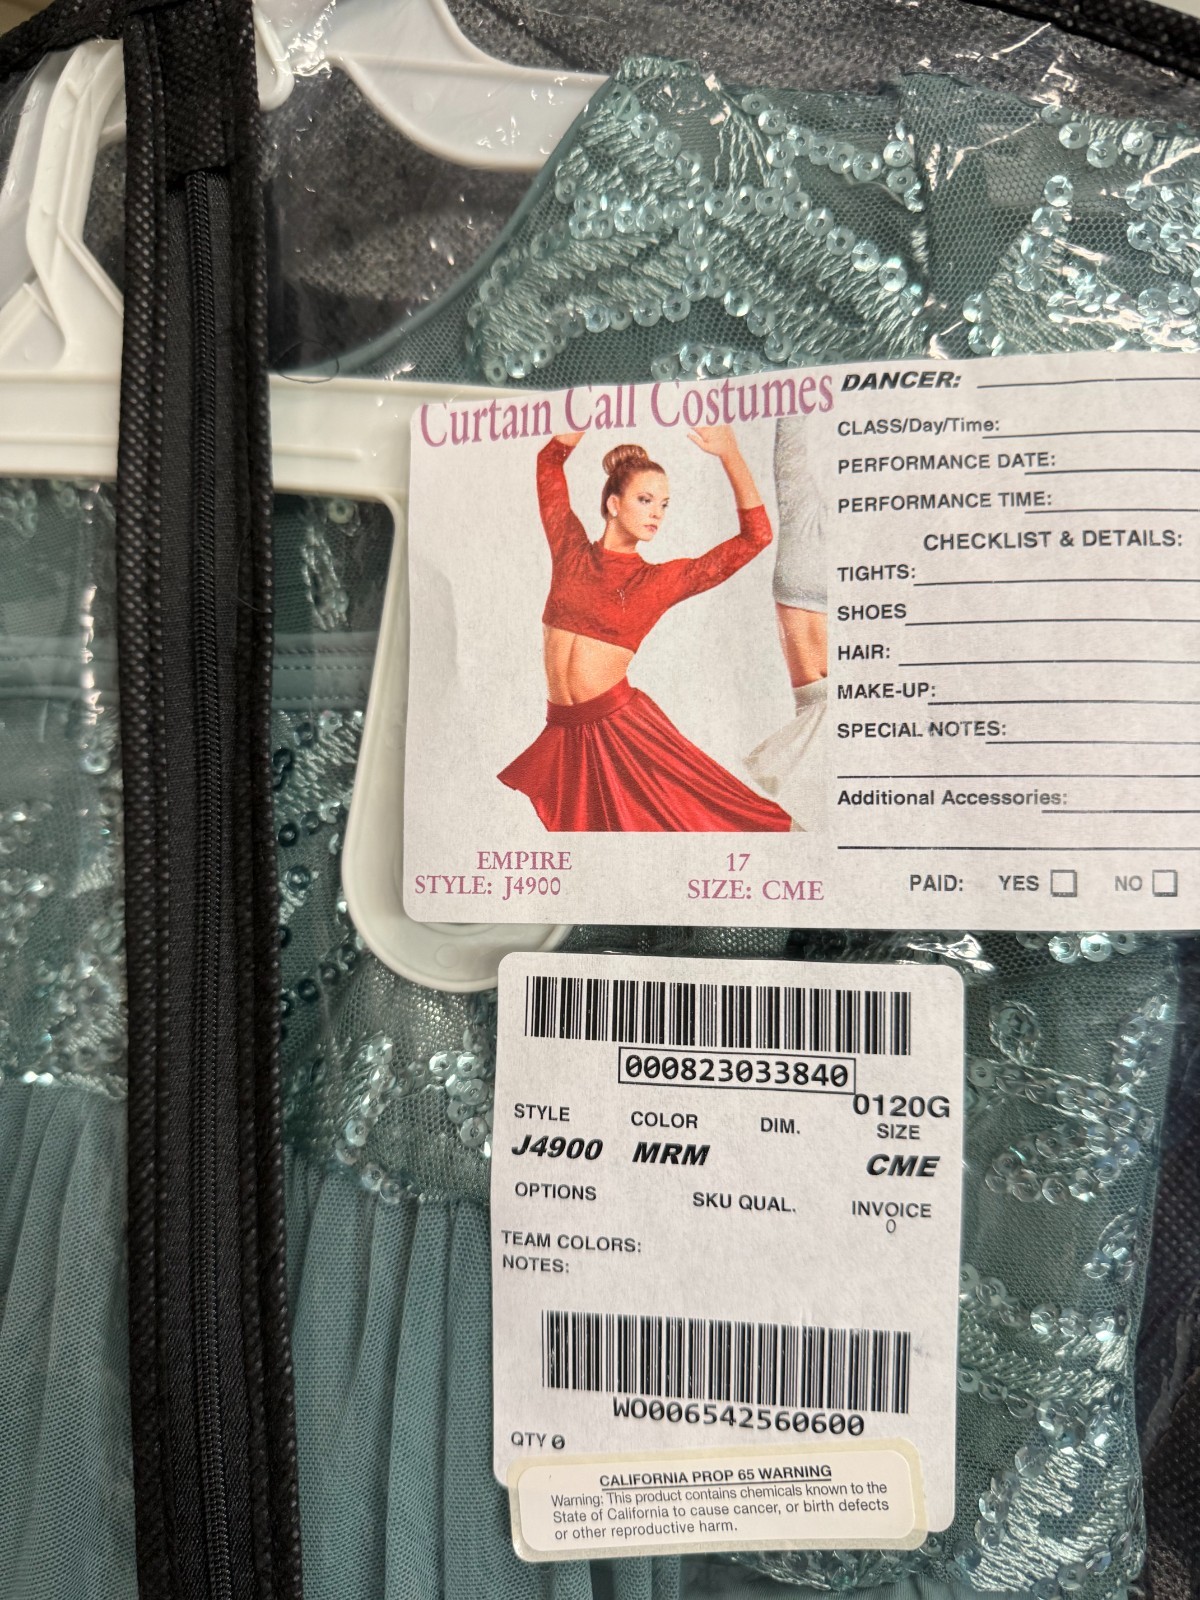 Curtain Call Costumes
DANCER:
CLASS/Day/Time:
PERFORMANCE DATE:
PERFORMANCE TIME:
CHECKLIST & DETAILS:
TIGHTS:
SHOES
HAIR:
MAKE-UP:
SPECIAL NOTES:
Additional Accessories:
PAID: YES NO
EMPIRE 17
STYLE: J4900 SIZE: CME
000823033840
0120G
STYLE COLOR DIM. SIZE
J4900 MRM CME
OPTIONS SKU QUAL. INVOICE
0
TEAM COLORS:
NOTES:
WO006542560600
QTY 0
CALIFORNIA PROP 65 WARNING
Warning: This product contains chemicals known to the
State of California to cause cancer, or birth defects
or other reproductive harm.